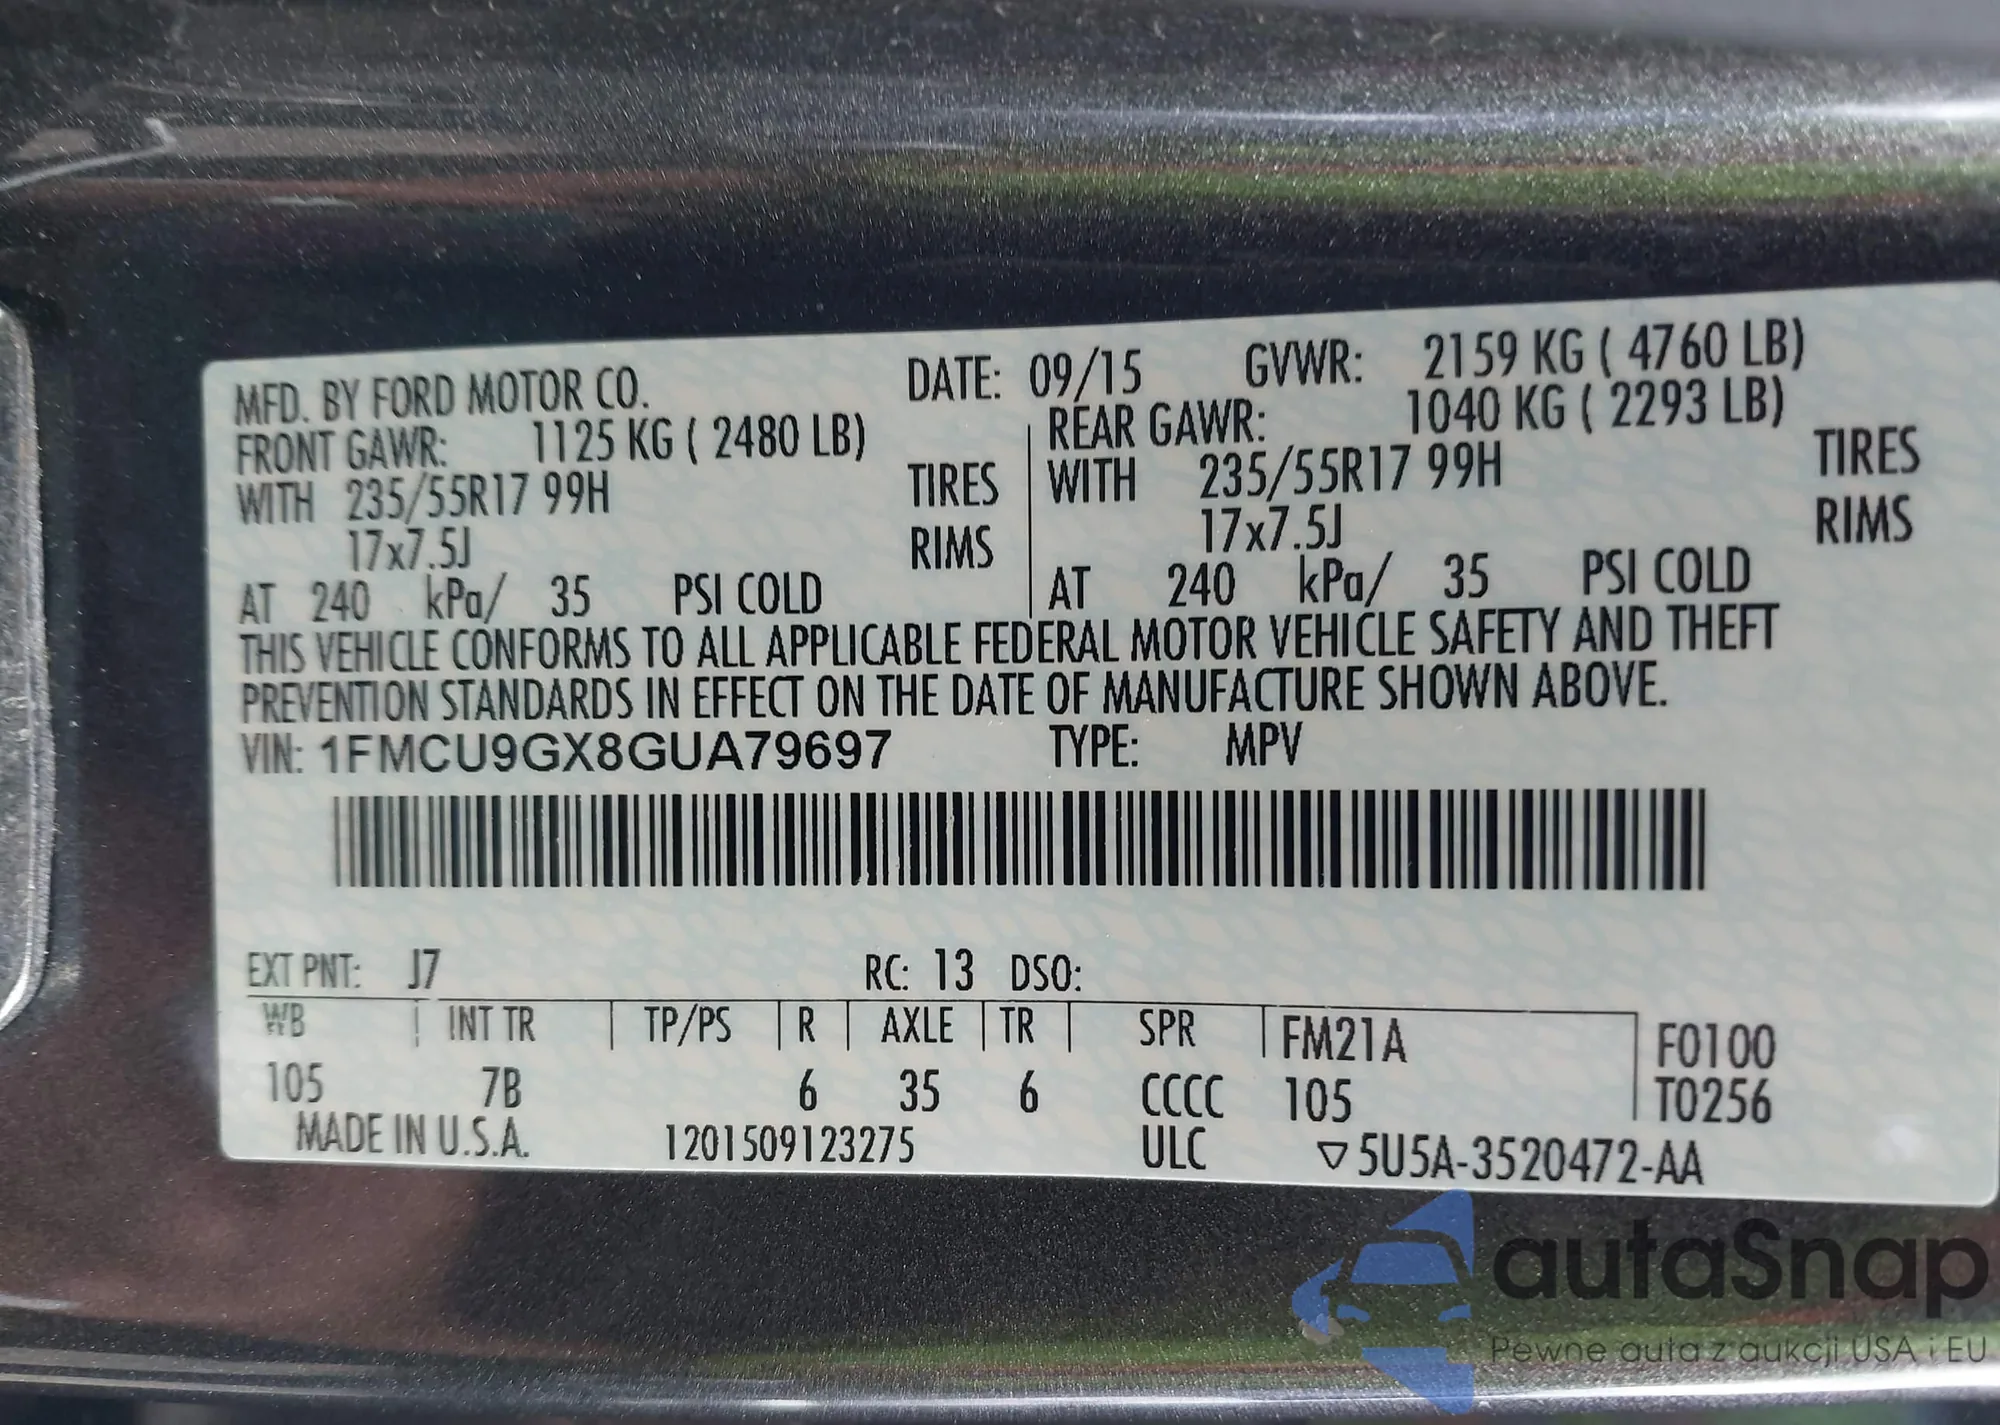 MFD. BY FORD MOTOR CO. DATE: 09/15 GVWR: 2159 KG ( 4760 LB)
FRONT GAWR: 1125 KG ( 2480 LB) REAR GAWR: 1040 KG ( 2293 LB)
WITH 235/55R17 99H TIRES WITH 235/55R17 99H TIRES
17x7.5J RIMS 17x7.5J RIMS
AT 240 kPa/ 35 PSI COLD AT 240 kPa/ 35 PSI COLD
THIS VEHICLE CONFORMS TO ALL APPLICABLE FEDERAL MOTOR VEHICLE SAFETY AND THEFT
PREVENTION STANDARDS IN EFFECT ON THE DATE OF MANUFACTURE SHOWN ABOVE.
VIN: 1FMCU9GX8GUA79697 TYPE: MPV
EXT PNT: J7 RC: 13 DSO:
WB INT TR TP/PS R AXLE TR SPR FM21A F0100
105 7B 6 35 6 CCCC 105 T0256
MADE IN U.S.A. 1201509123275 ULC ▽5U5A-3520472-AA
autaSnap
Pewne auta z aukcji USA i EU